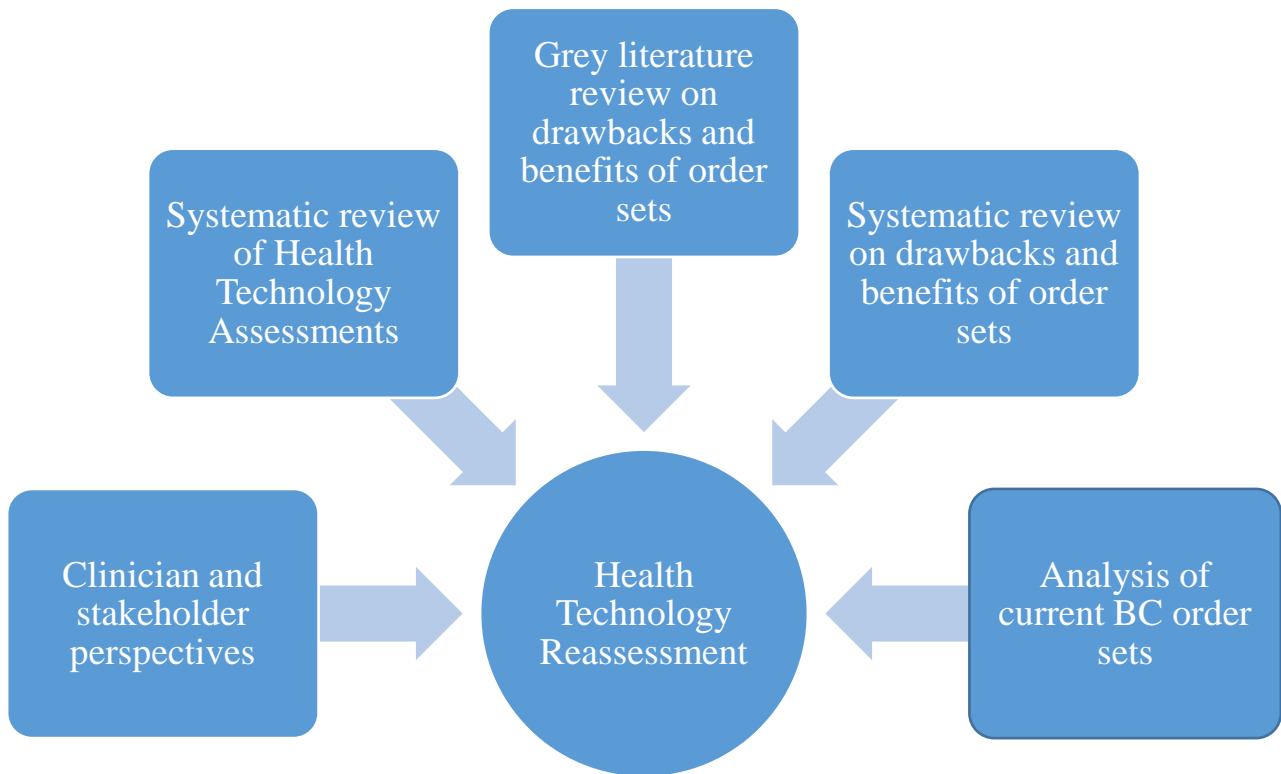 Grey literature
review on
drawbacks and
benefits of order
sets
Systematic review
of Health
Technology
Assessments
Systematic review
on drawbacks and
benefits of order
sets
Clinician and
stakeholder
perspectives
Health
Technology
Reassessment
Analysis of
current BC order
sets